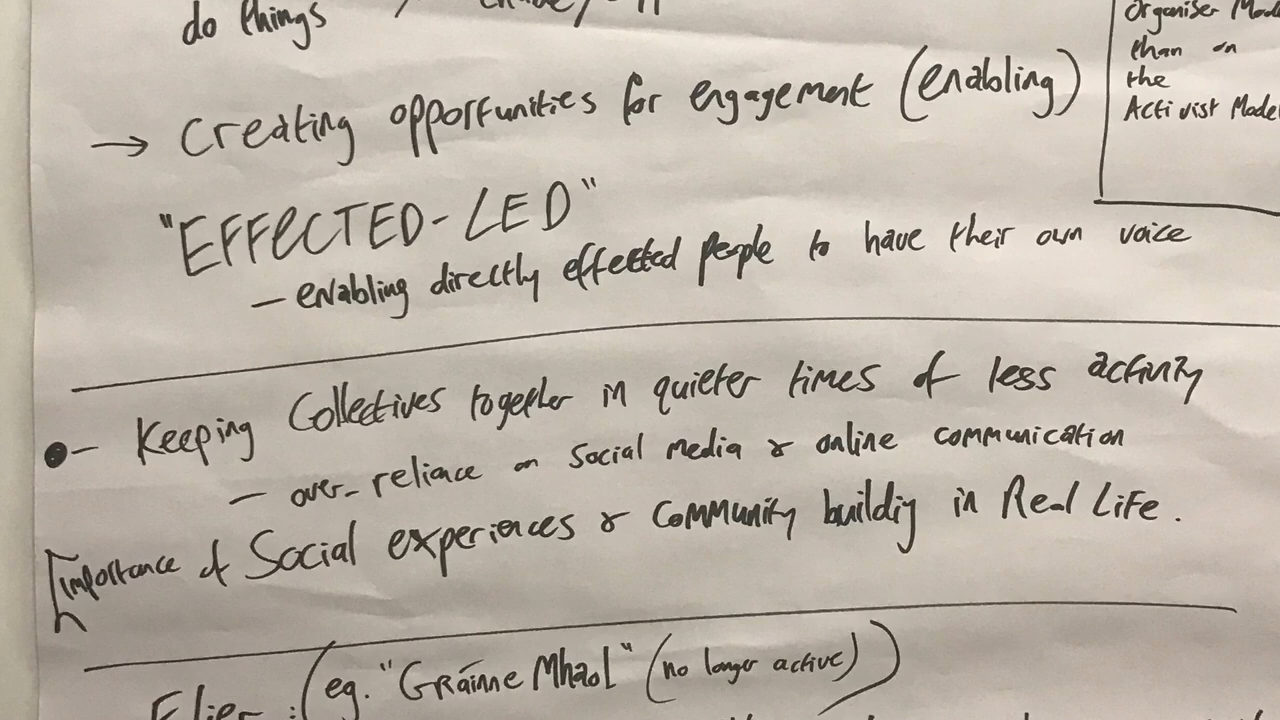 do things
Organiser
than on
the
Activist Model
→ Creating opportunities for engagement (enabling)
"EFFECTED-LED"
- enabling directly effected people to have their own voice
- Keeping Collectives together in quieter times of less activity
- over-reliance on social media & online communication
Importance of Social experiences & Community buildig in Real Life.
(eg. "Gráinne Mhaol" (no longer active))